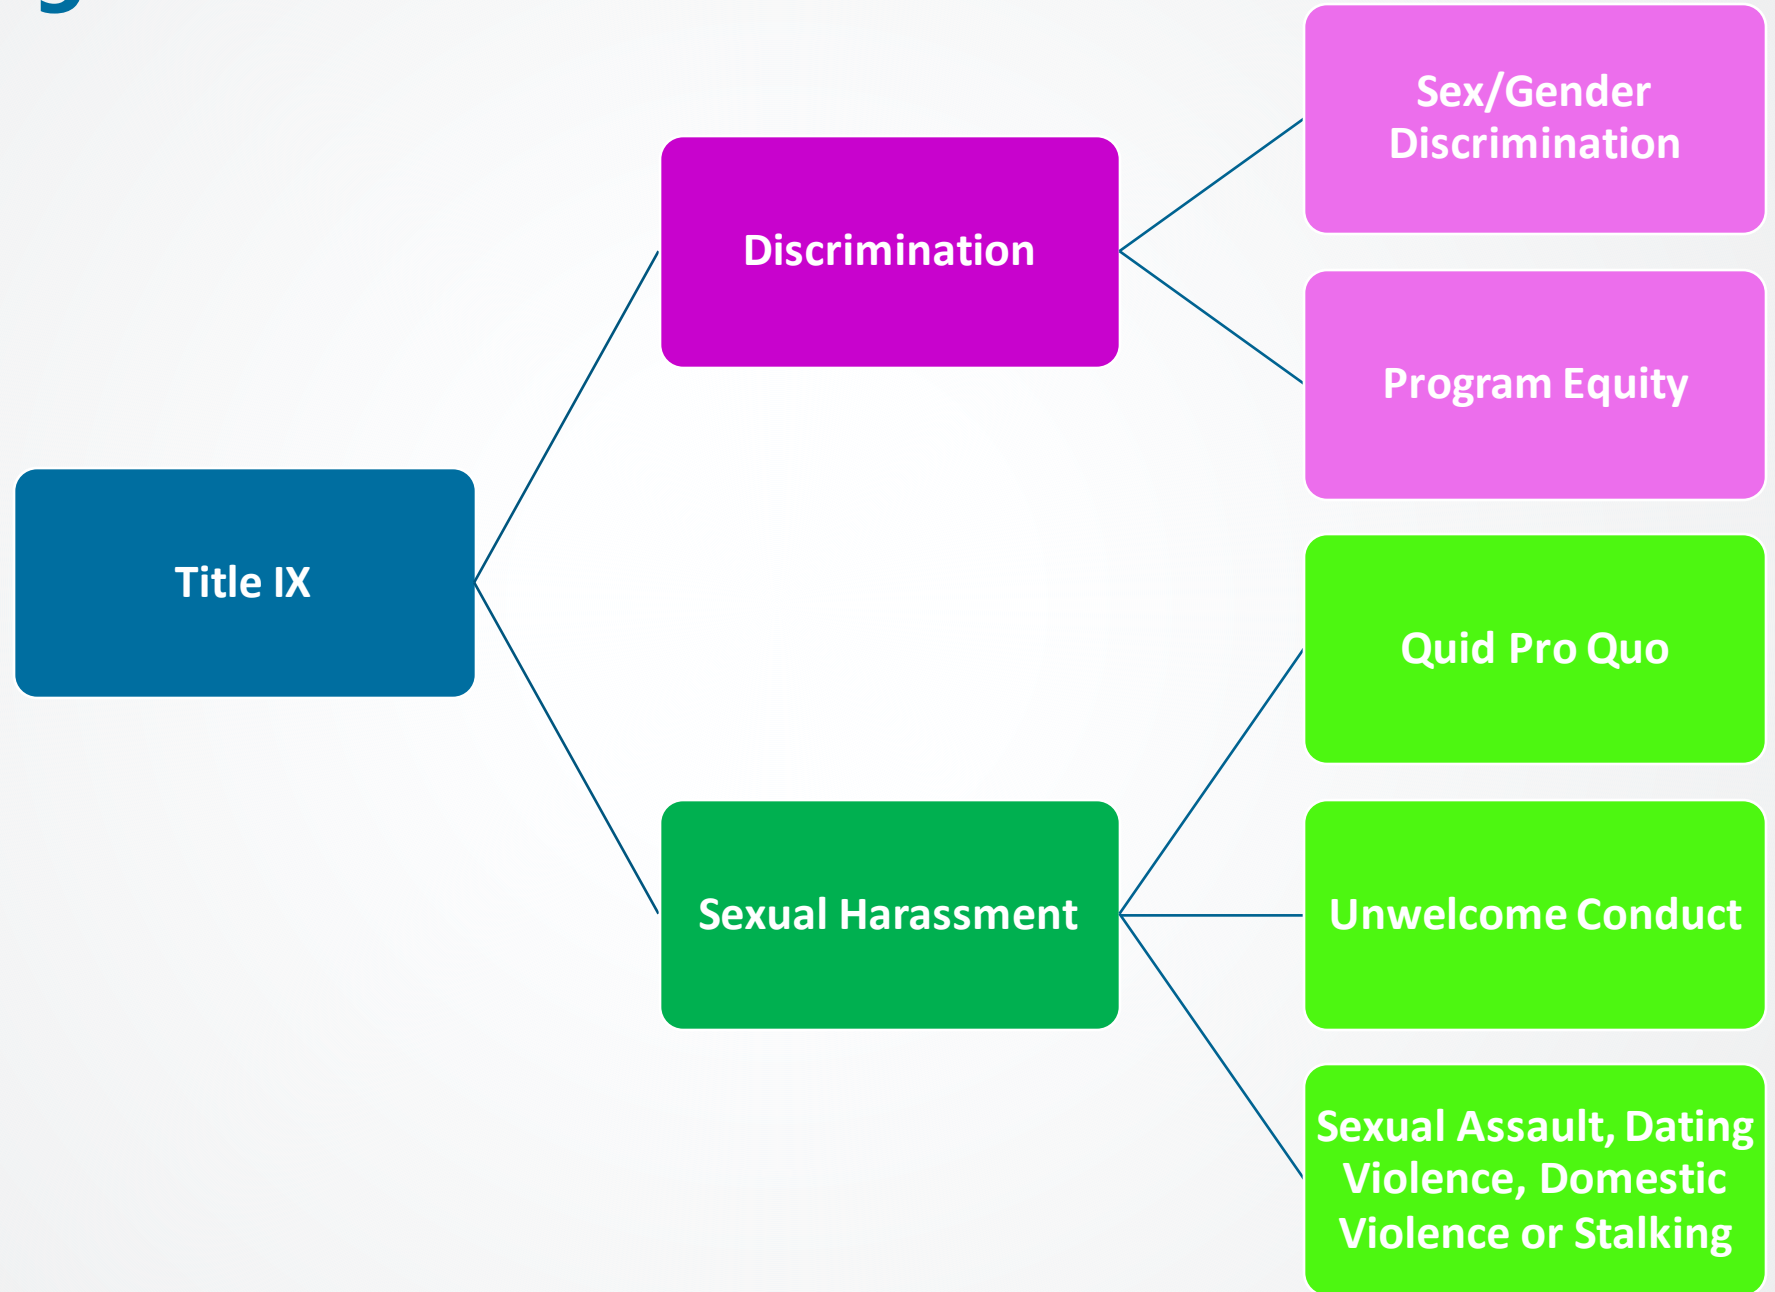 Title IX
Discrimination
Sex/Gender
Discrimination
Program Equity
Sexual Harassment
Quid Pro Quo
Unwelcome Conduct
Sexual Assault, Dating
Violence, Domestic
Violence or Stalking